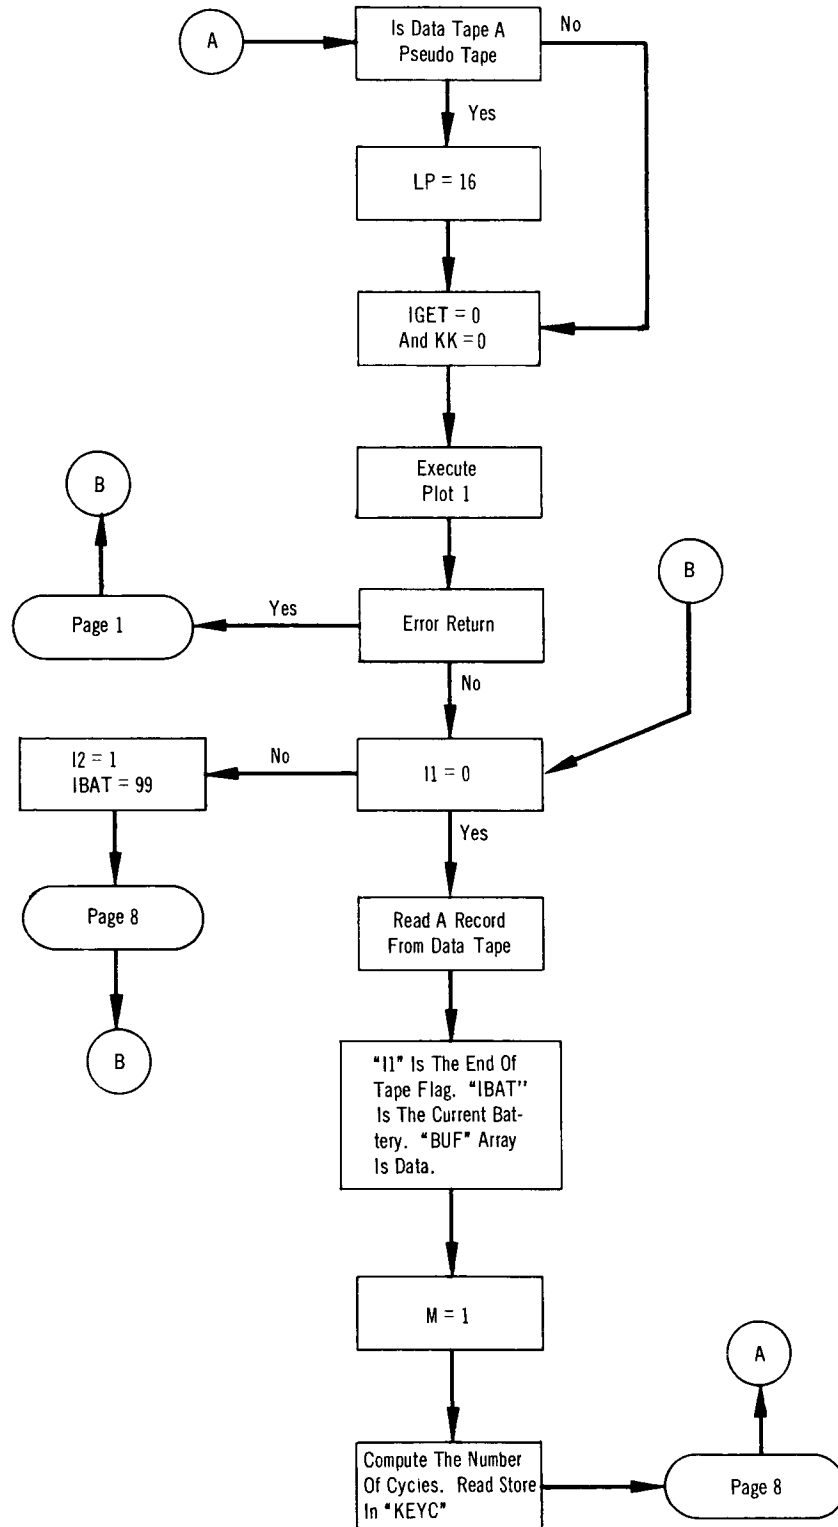 A
Is Data Tape A
Pseudo Tape
No
Yes
LP = 16
IGET = 0
And KK = 0
Execute
Plot 1
B
B
Page 1
Yes
Error Return
No
I2 = 1
IBAT = 99
No
I1 = 0
Yes
Page 8
Read A Record
From Data Tape
B
"I1" Is The End Of
Tape Flag. "IBAT"
Is The Current Bat-
tery. "BUF" Array
Is Data.
M = 1
A
Compute The Number
Of Cycies. Read Store
In "KEYC"
Page 8